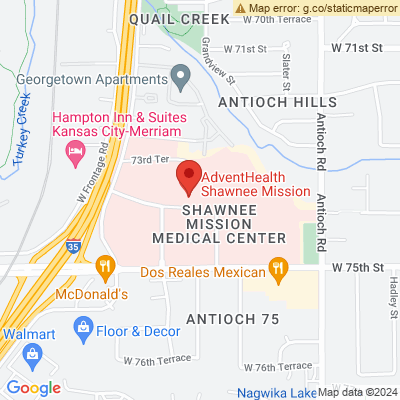 Map error: g.co/staticmaperror
QUAIL CREEK
W 70th Terrace
W 71st St
W 71st St
Grandview St
Slater St
Georgetown Apartments
ANTIOCH HILLS
Turkey Creek
Hampton Inn & Suites
Kansas City-Merriam
Antioch Rd
73rd Ter
W Frontage Rd
AdventHealth
Shawnee Mission
SHAWNEE
MISSION
MEDICAL CENTER
Antioch Rd
35
W 75th St
Dos Reales Mexican
McDonald's
Hadley St
ANTIOCH 75
Floor & Decor
Walmart
W 76th Terrace
W 76th Terrace
Google
Nagwika Lake
Map data ©2024